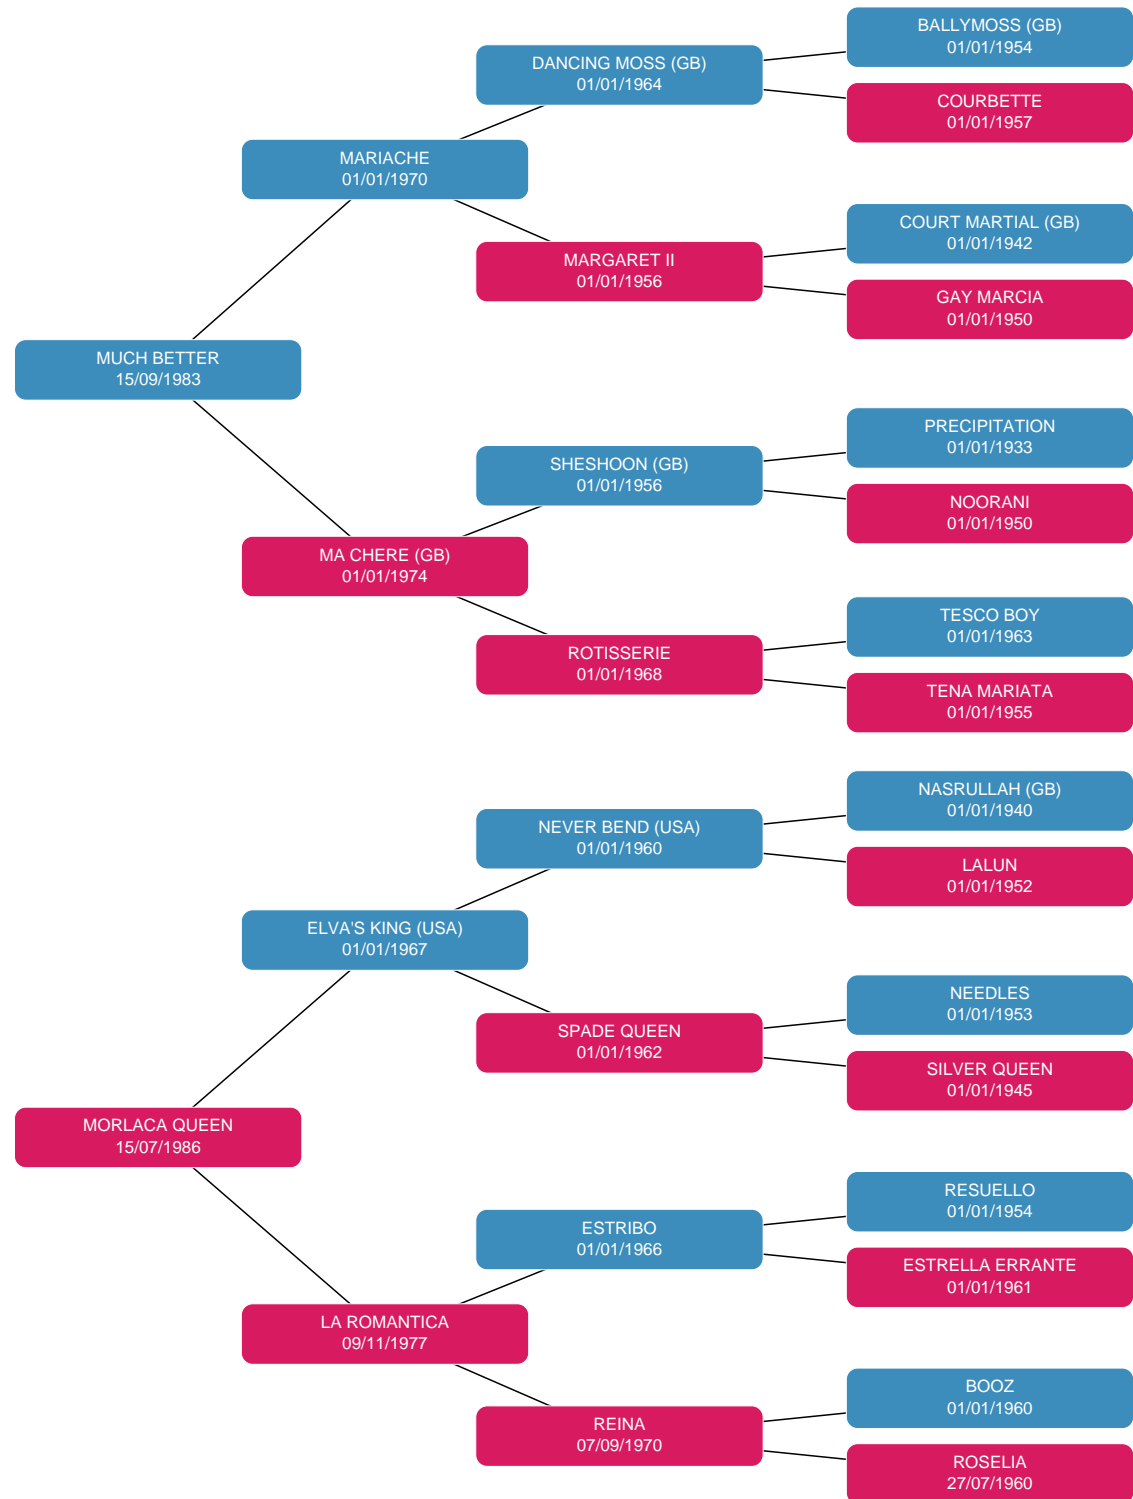 BALLYMOSS (GB)
01/01/1954
DANCING MOSS (GB)
01/01/1964
COURBETTE
01/01/1957
MARIACHE
01/01/1970
COURT MARTIAL (GB)
01/01/1942
MARGARET II
01/01/1956
GAY MARCIA
01/01/1950
MUCH BETTER
15/09/1983
PRECIPITATION
01/01/1933
SHESHOON (GB)
01/01/1956
NOORANI
01/01/1950
MA CHERE (GB)
01/01/1974
TESCO BOY
01/01/1963
ROTISSERIE
01/01/1968
TENA MARIATA
01/01/1955
NASRULLAH (GB)
01/01/1940
NEVER BEND (USA)
01/01/1960
LALUN
01/01/1952
ELVA'S KING (USA)
01/01/1967
NEEDLES
01/01/1953
SPADE QUEEN
01/01/1962
SILVER QUEEN
01/01/1945
MORLACA QUEEN
15/07/1986
RESUELLO
01/01/1954
ESTRIBO
01/01/1966
ESTRELLA ERRANTE
01/01/1961
LA ROMANTICA
09/11/1977
BOOZ
01/01/1960
REINA
07/09/1970
ROSELIA
27/07/1960